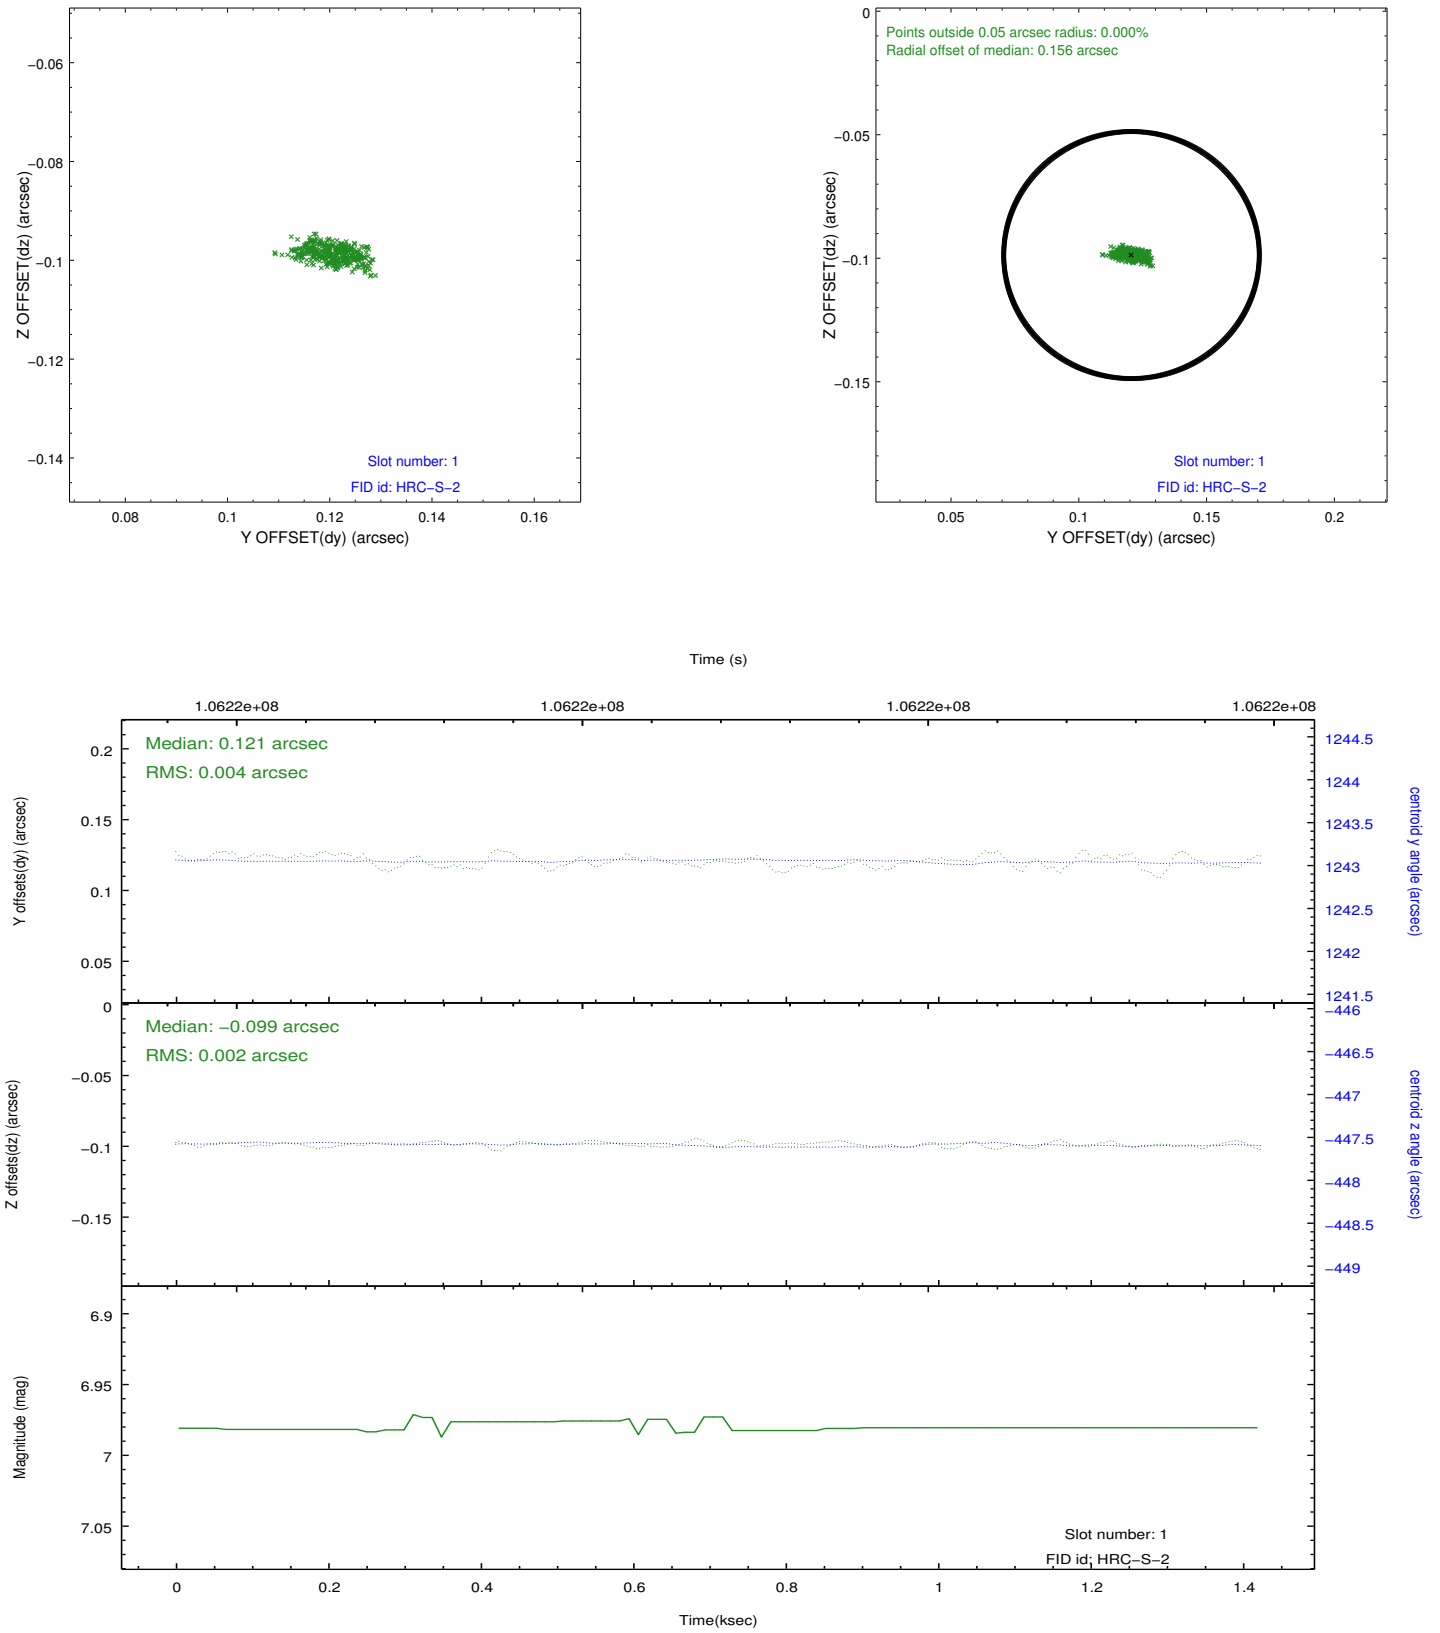 −0.06
−0.08
−0.1
−0.12
−0.14
Z OFFSET(dz) (arcsec)
Slot number: 1
FID id: HRC−S−2
0.08 0.1 0.12 0.14 0.16
Y OFFSET(dy) (arcsec)
Points outside 0.05 arcsec radius: 0.000%
Radial offset of median: 0.156 arcsec
0
−0.05
−0.1
−0.15
Z OFFSET(dz) (arcsec)
Slot number: 1
FID id: HRC−S−2
0.05 0.1 0.15 0.2
Y OFFSET(dy) (arcsec)
Time (s)
1.0622e+08 1.0622e+08 1.0622e+08 1.0622e+08
Median: 0.121 arcsec
RMS: 0.004 arcsec
0.2
0.15
0.1
0.05
Y offsets(dy) (arcsec)
1244.5
1244
1243.5
1243
1242.5
1242
1241.5
centroid y angle (arcsec)
Median: −0.099 arcsec
RMS: 0.002 arcsec
0
−0.05
−0.1
−0.15
Z offsets(dz) (arcsec)
−446
−446.5
−447
−447.5
−448
−448.5
−449
centroid z angle (arcsec)
6.9
6.95
7
7.05
Magnitude (mag)
Slot number: 1
FID id: HRC−S−2
0 0.2 0.4 0.6 0.8 1 1.2 1.4
Time(ksec)